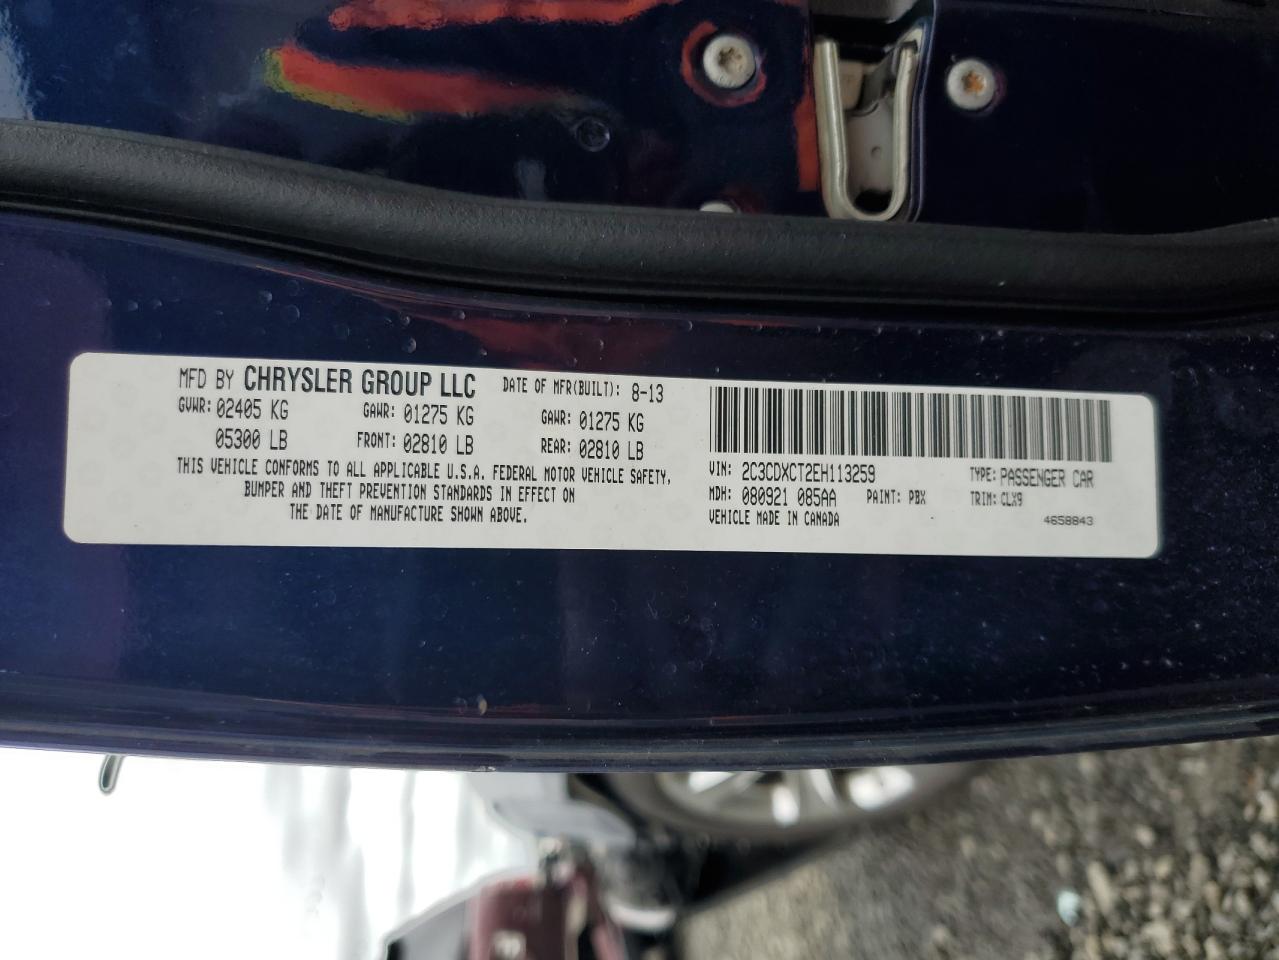 MFD BY CHRYSLER GROUP LLC DATE OF MFR(BUILT): 8-13
GVWR: 02405 KG GAWR: 01275 KG GAWR: 01275 KG
05300 LB FRONT: 02810 LB REAR: 02810 LB
THIS VEHICLE CONFORMS TO ALL APPLICABLE U.S.A. FEDERAL MOTOR VEHICLE SAFETY,
BUMPER AND THEFT PREVENTION STANDARDS IN EFFECT ON
THE DATE OF MANUFACTURE SHOWN ABOVE.
VIN: 2C3CDXCT2EH113259 TYPE: PASSENGER CAR
MDH: 080921 085AA PAINT: PBX TRIM: CLX9
VEHICLE MADE IN CANADA 4658843